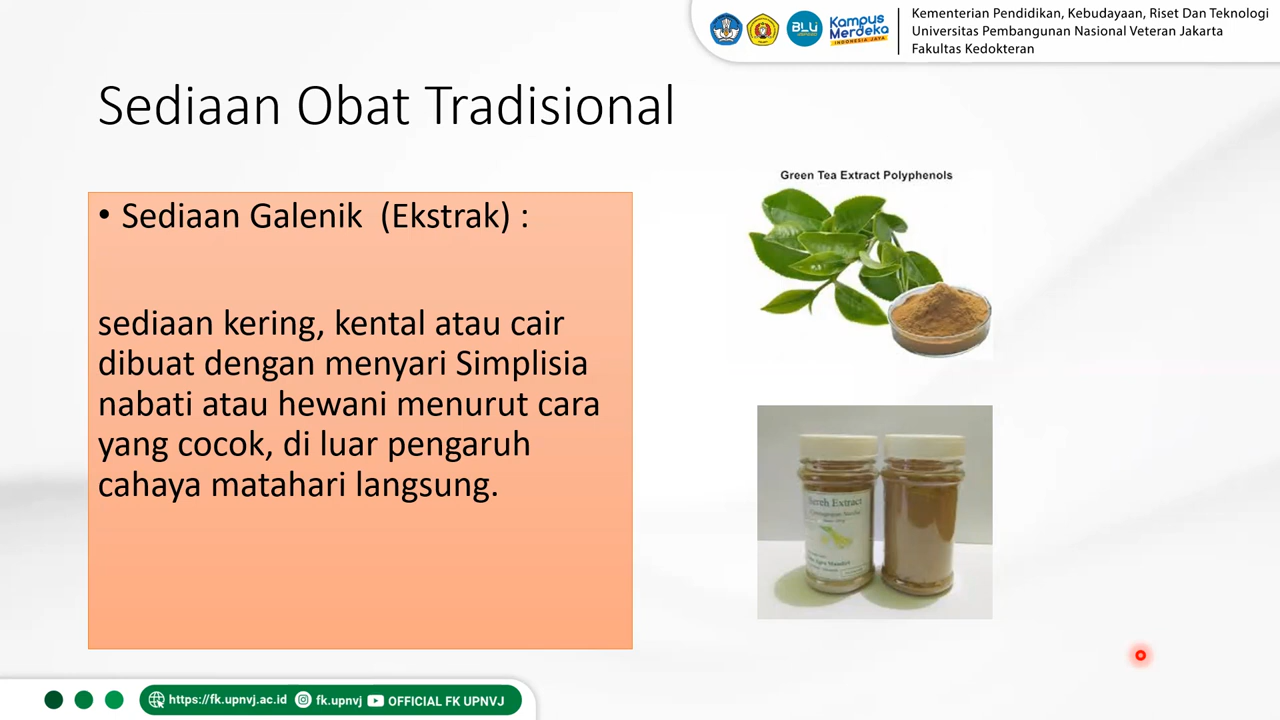 Kampus
Merdeka
INDONESIA JAYA
BLU
Kementerian Pendidikan, Kebudayaan, Riset Dan Teknologi
Universitas Pembangunan Nasional Veteran Jakarta
Fakultas Kedokteran
Sediaan Obat Tradisional
• Sediaan Galenik (Ekstrak) :
sediaan kering, kental atau cair
dibuat dengan menyari Simplisia
nabati atau hewani menurut cara
yang cocok, di luar pengaruh
cahaya matahari langsung.
Green Tea Extract Polyphenols
Sereh Extract
https://fk.upnvj.ac.id
fk.upnvj
OFFICIAL FK UPNVJ